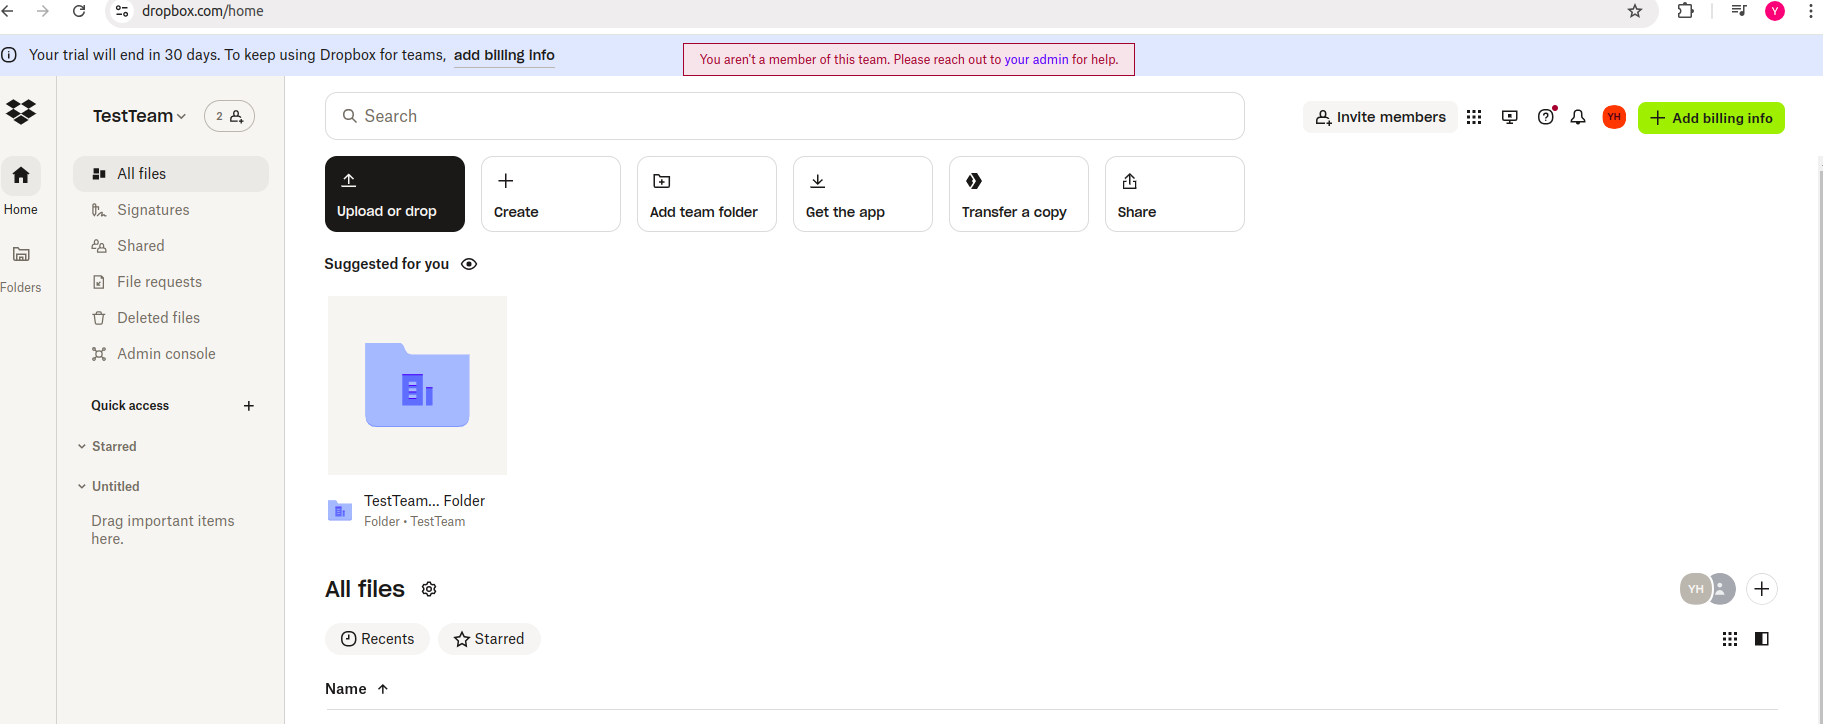 dropbox.com/home
Y
Your trial will end in 30 days. To keep using Dropbox for teams, add billing info
You aren't a member of this team. Please reach out to your admin for help.
TestTeam
2
Search
Invite members
YH
Add billing info
Home
Folders
All files
Signatures
Shared
File requests
Deleted files
Admin console
Quick access
Starred
Untitled
Drag important items
here.
Upload or drop
Create
Add team folder
Get the app
Transfer a copy
Share
Suggested for you
TestTeam... Folder
Folder • TestTeam
All files
YH
Recents
Starred
Name